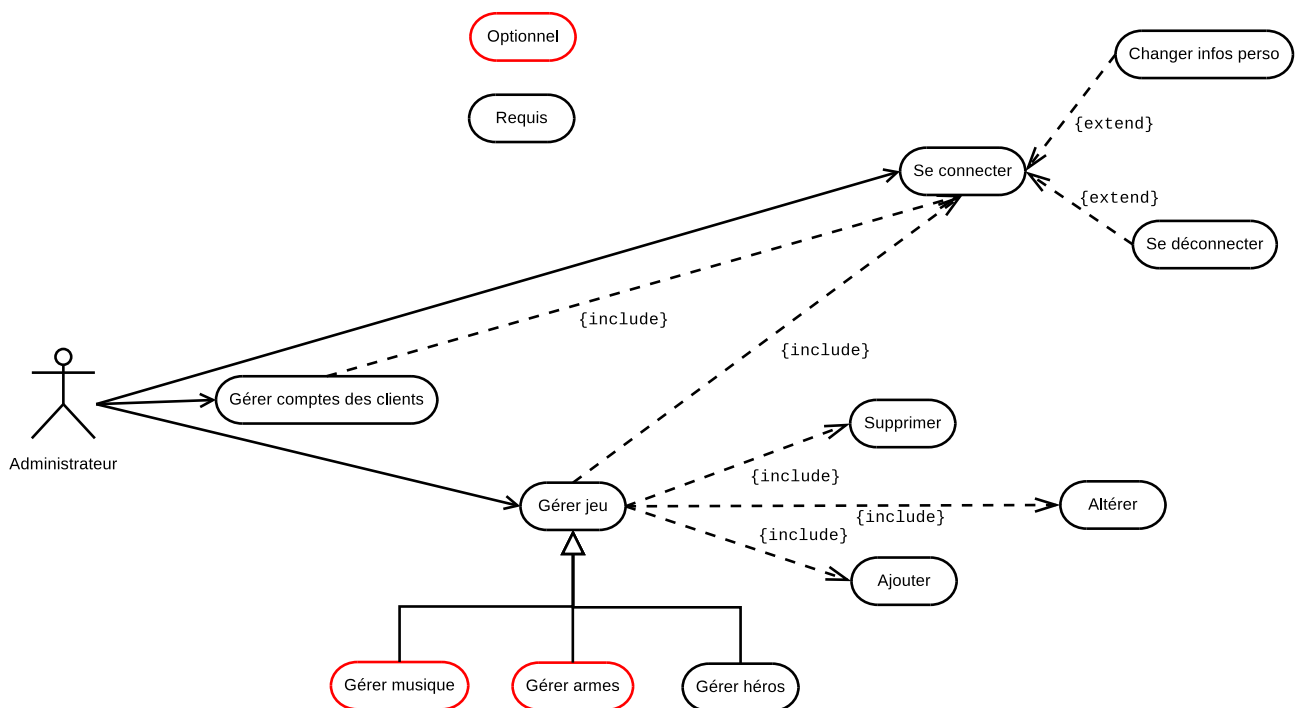 Optionnel
Changer infos perso
Requis
{extend}
Se connecter
{extend}
Se déconnecter
{include}
{include}
Gérer comptes des clients
Supprimer
Administrateur
{include}
Gérer jeu
Altérer
{include}
{include}
Ajouter
Gérer musique
Gérer armes
Gérer héros